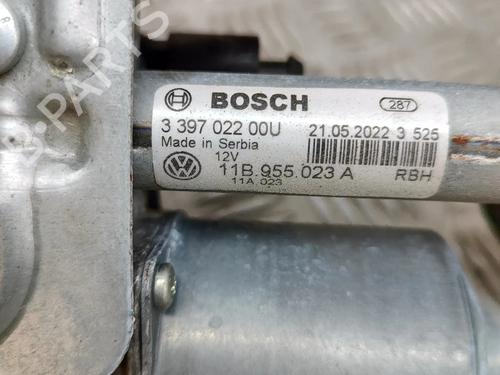 BOSCH
287
3 397 022 00U 21.05.2022 3 525
Made in Serbia
12V
11B.955.023 A RBH
11A.023